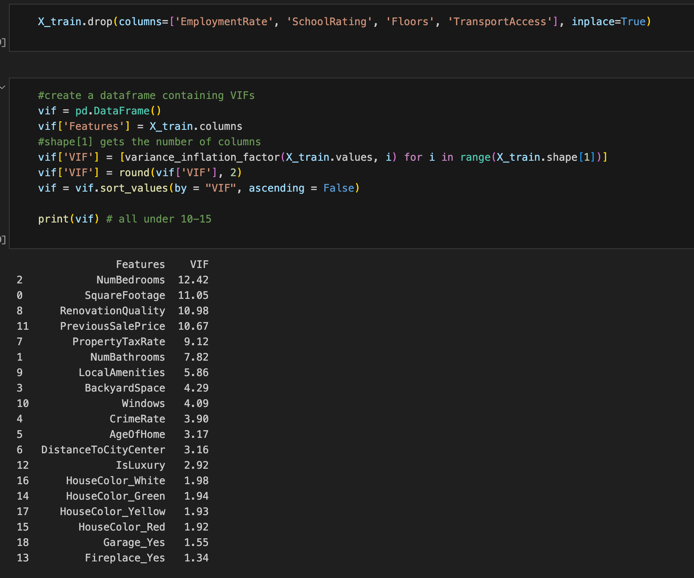 X_train.drop(columns=['EmploymentRate', 'SchoolRating', 'Floors', 'TransportAccess'], inplace=True)
]
#create a dataframe containing VIFs
vif = pd.DataFrame()
vif['Features'] = X_train.columns
#shape[1] gets the number of columns
vif['VIF'] = [variance_inflation_factor(X_train.values, i) for i in range(X_train.shape[1])]
vif['VIF'] = round(vif['VIF'], 2)
vif = vif.sort_values(by = "VIF", ascending = False)
print(vif) # all under 10-15
]
Features VIF
2 NumBedrooms 12.42
0 SquareFootage 11.05
8 RenovationQuality 10.98
11 PreviousSalePrice 10.67
7 PropertyTaxRate 9.12
1 NumBathrooms 7.82
9 LocalAmenities 5.86
3 BackyardSpace 4.29
10 Windows 4.09
4 CrimeRate 3.90
5 AgeOfHome 3.17
6 DistanceToCityCenter 3.16
12 IsLuxury 2.92
16 HouseColor_White 1.98
14 HouseColor_Green 1.94
17 HouseColor_Yellow 1.93
15 HouseColor_Red 1.92
18 Garage_Yes 1.55
13 Fireplace_Yes 1.34